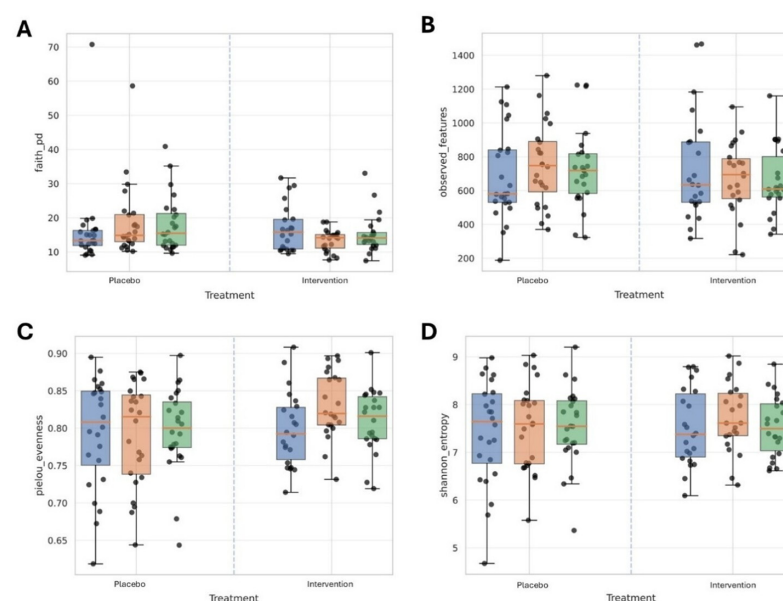 A
faith_pd
70
60
50
40
30
20
10
Placebo
Intervention
Treatment
B
observed_features
1400
1200
1000
800
600
400
200
Placebo
Intervention
Treatment
C
pielou_evenness
0.90
0.85
0.80
0.75
0.70
0.65
Placebo
Intervention
Treatment
D
shannon_entropy
9
8
7
6
5
Placebo
Intervention
Treatment